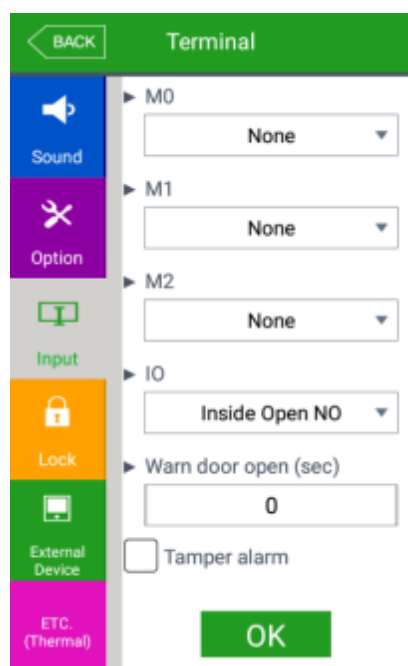 BACK
Terminal
Sound
Option
Input
Lock
External
Device
ETC.
(Thermal)
M0
None
M1
None
M2
None
IO
Inside Open NO
Warn door open (sec)
0
Tamper alarm
OK